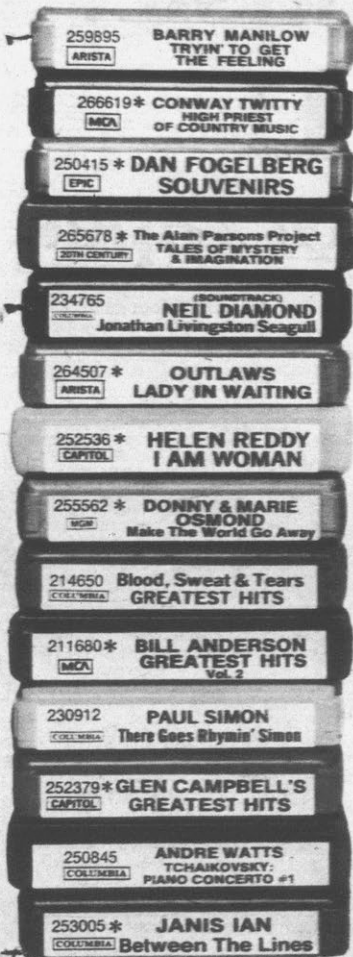 259895 BARRY MANILOW
ARISTA TRYIN' TO GET
THE FEELING
266619* CONWAY TWITTY
MCA HIGH PRIEST
OF COUNTRY MUSIC
250415* DAN FOGELBERG
EPIC SOUVENIRS
265678* The Alan Parsons Project
20TH CENTURY TALES OF MYSTERY
& IMAGINATION
(SOUNDTRACK)
234765 NEIL DIAMOND
COLUMBIA Jonathan Livingston Seagull
264507* OUTLAWS
ARISTA LADY IN WAITING
252536* HELEN REDDY
CAPITOL I AM WOMAN
255562* DONNY & MARIE
MGM OSMOND
Make The World Go Away
214650 Blood, Sweat & Tears
COLUMBIA GREATEST HITS
211680* BILL ANDERSON
MCA GREATEST HITS
Vol. 2
230912 PAUL SIMON
COLUMBIA There Goes Rhymin' Simon
252379* GLEN CAMPBELL'S
CAPITOL GREATEST HITS
250845 ANDRE WATTS
COLUMBIA TCHAIKOVSKY:
PIANO CONCERTO #1
253005* JANIS IAN
COLUMBIA Between The Lines